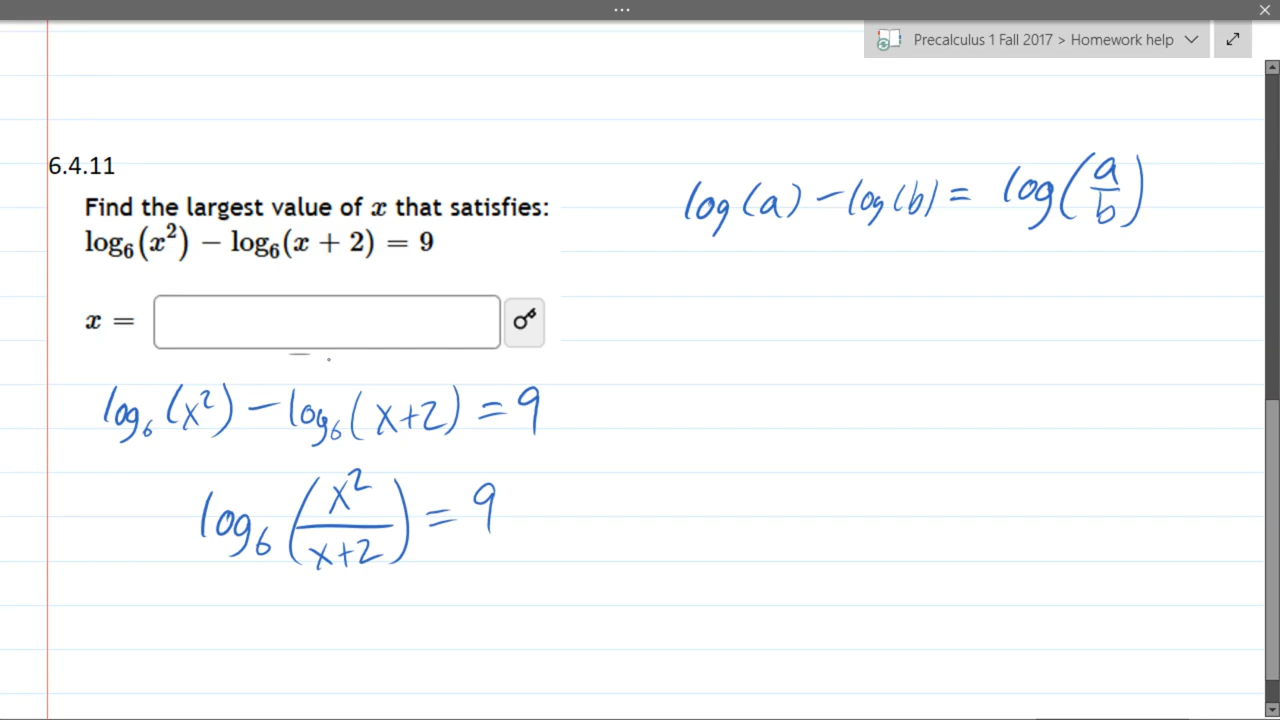 Precalculus 1 Fall 2017 > Homework help
6.4.11
Find the largest value of x that satisfies:
log₆(x²) − log₆(x + 2) = 9
x =
log(a) − log(b) = log(a/b)
log₆(x²) − log₆(x+2) = 9
log₆(x²/(x+2)) = 9